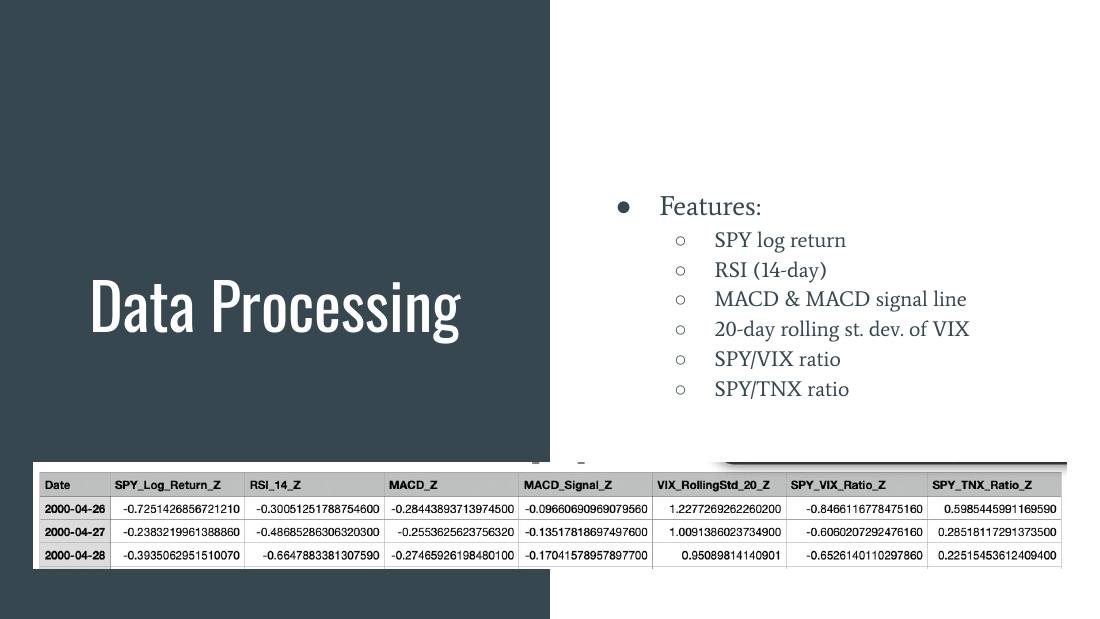 Data Processing
● Features:
○ SPY log return
○ RSI (14-day)
○ MACD & MACD signal line
○ 20-day rolling st. dev. of VIX
○ SPY/VIX ratio
○ SPY/TNX ratio
Date SPY_Log_Return_Z RSI_14_Z MACD_Z MACD_Signal_Z VIX_RollingStd_20_Z SPY_VIX_Ratio_Z SPY_TNX_Ratio_Z
2000-04-26 -0.7251426856721210 -0.30051251788754600 -0.28443893713974500 -0.09660690969079560 1.2277269262260200 -0.8466116778475160 0.5985445991169590
2000-04-27 -0.2383219961388860 -0.48685286306320300 -0.2553625623756320 -0.13517818697497600 1.0091386023734900 -0.6060207292476160 0.28518117291373500
2000-04-28 -0.3935062951510070 -0.6647883381307590 -0.27465926198480100 -0.17041578957897700 0.95089814140901 -0.6526140110297860 0.22515453612409400